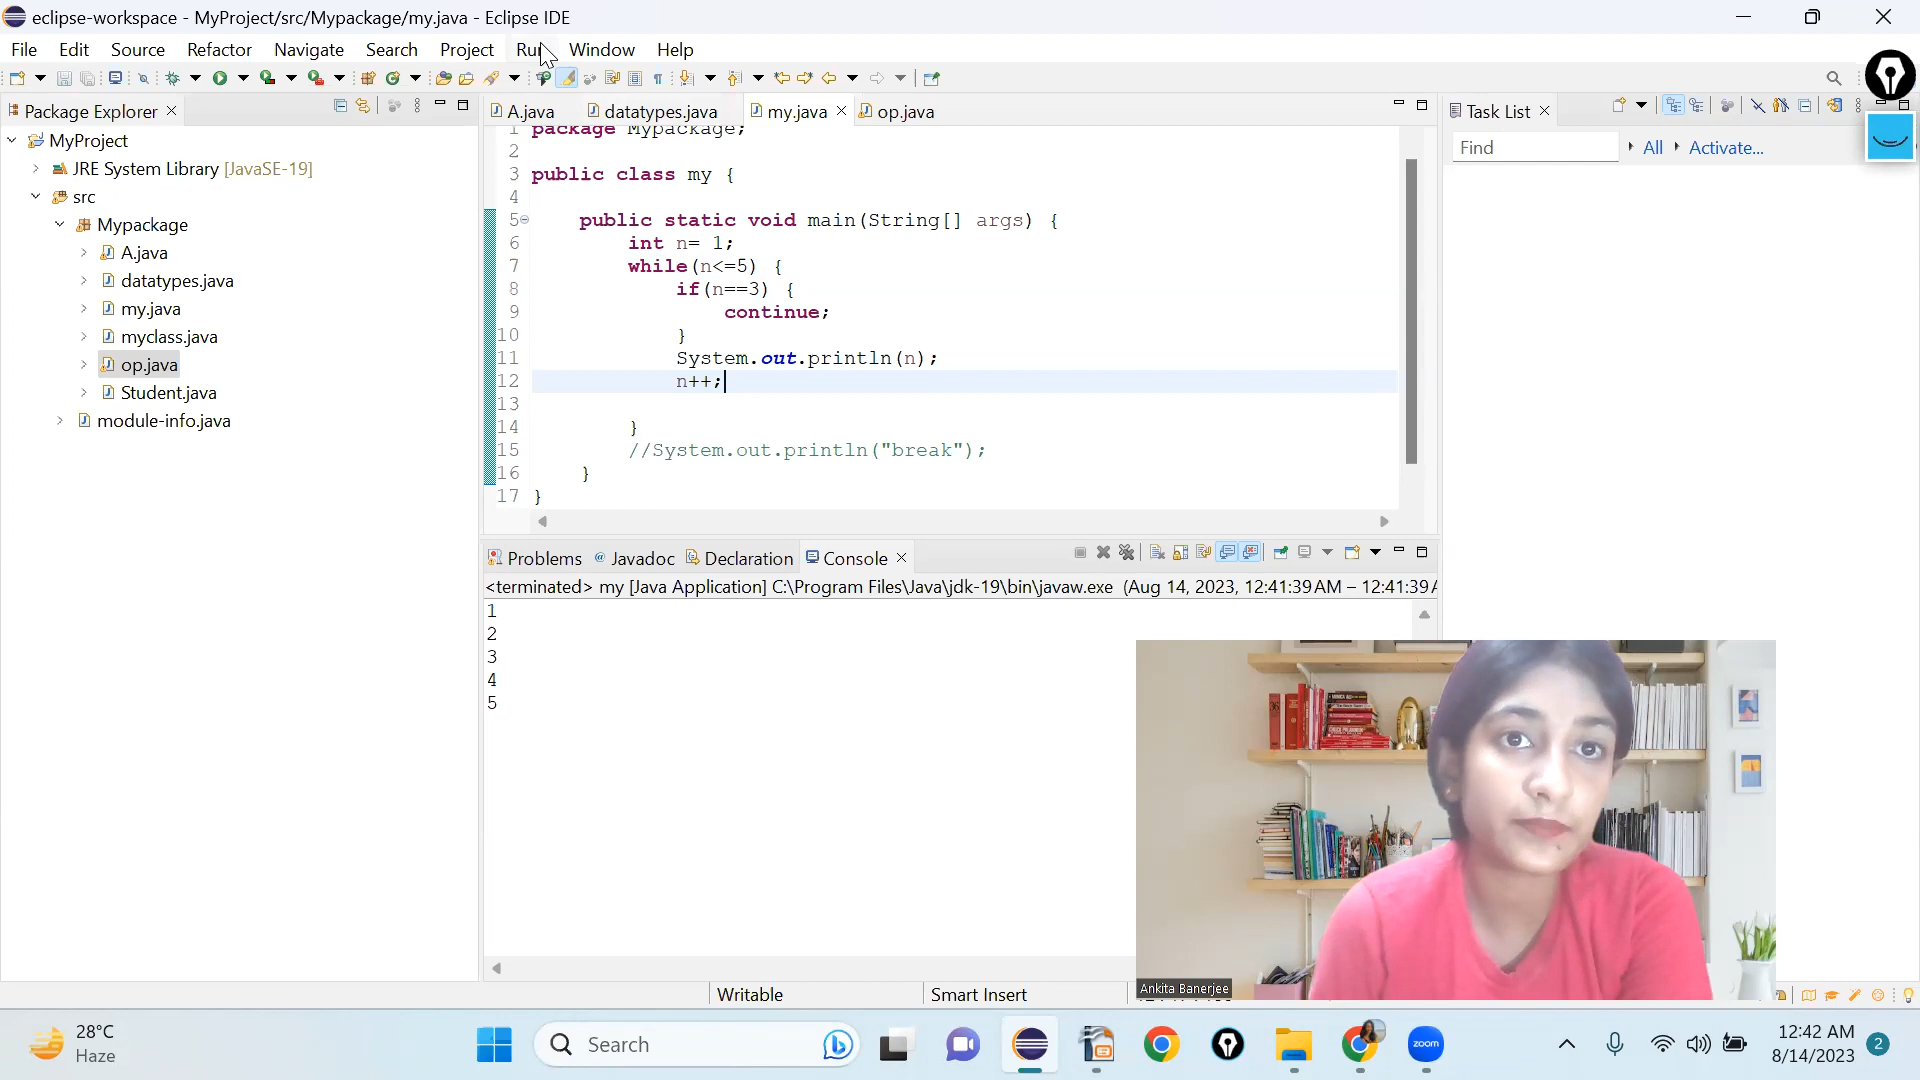 eclipse-workspace - MyProject/src/Mypackage/my.java - Eclipse IDE
File Edit Source Refactor Navigate Search Project Run Window Help
Package Explorer
MyProject
JRE System Library [JavaSE-19]
src
Mypackage
A.java
datatypes.java
my.java
myclass.java
op.java
Student.java
module-info.java
A.java datatypes.java my.java op.java
1 package Mypackage;
2
3 public class my {
4
5 public static void main(String[] args) {
6 int n= 1;
7 while(n<=5) {
8 if(n==3) {
9 continue;
10 }
11 System.out.println(n);
12 n++;
13
14 }
15 //System.out.println("break");
16 }
17 }
Task List
Find All Activate...
Problems Javadoc Declaration Console
<terminated> my [Java Application] C:\Program Files\Java\jdk-19\bin\javaw.exe (Aug 14, 2023, 12:41:39 AM – 12:41:39 A
1
2
3
4
5
Ankita Banerjee
Writable Smart Insert
28°C
Haze
Search
zoom
12:42 AM
8/14/2023
2